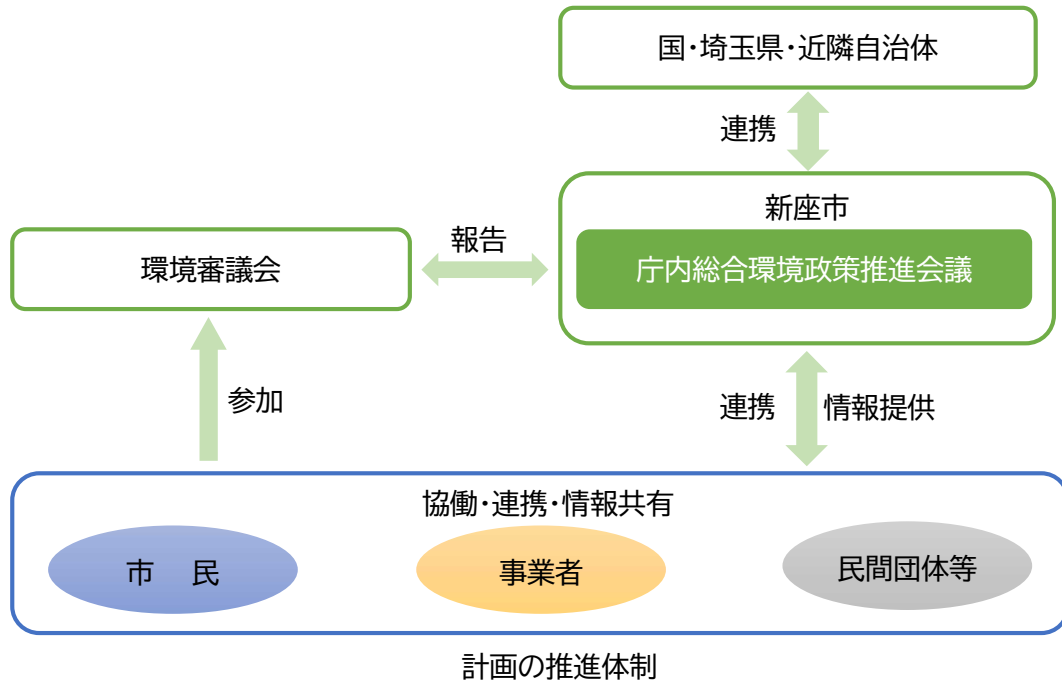 国・埼玉県・近隣自治体
連携
新座市
庁内総合環境政策推進会議
報告
環境審議会
参加
連携
情報提供
協働・連携・情報共有
市　民
事業者
民間団体等
計画の推進体制